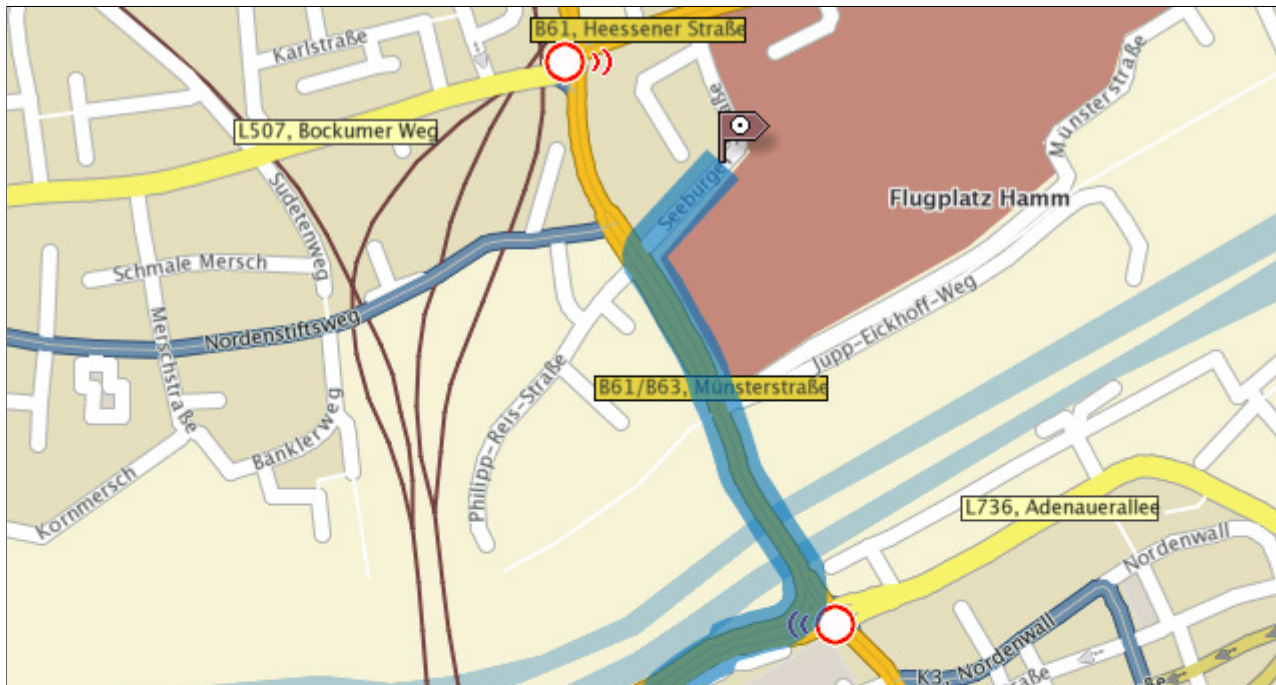 B61, Heessener Straße
Karlstraße
L507, Bockumer Weg
Münsterstraße
Sudetenweg
Seeburger
Flugplatz Hamm
Schmale Mersch
Merschstraße
Nordenstiftsweg
Jupp-Eickhoff-Weg
B61/B63, Münsterstraße
Philipp-Reis-Straße
Bänklerweg
Kornmersch
L736, Adenauerallee
Nordenwall
K3, Nordenwall